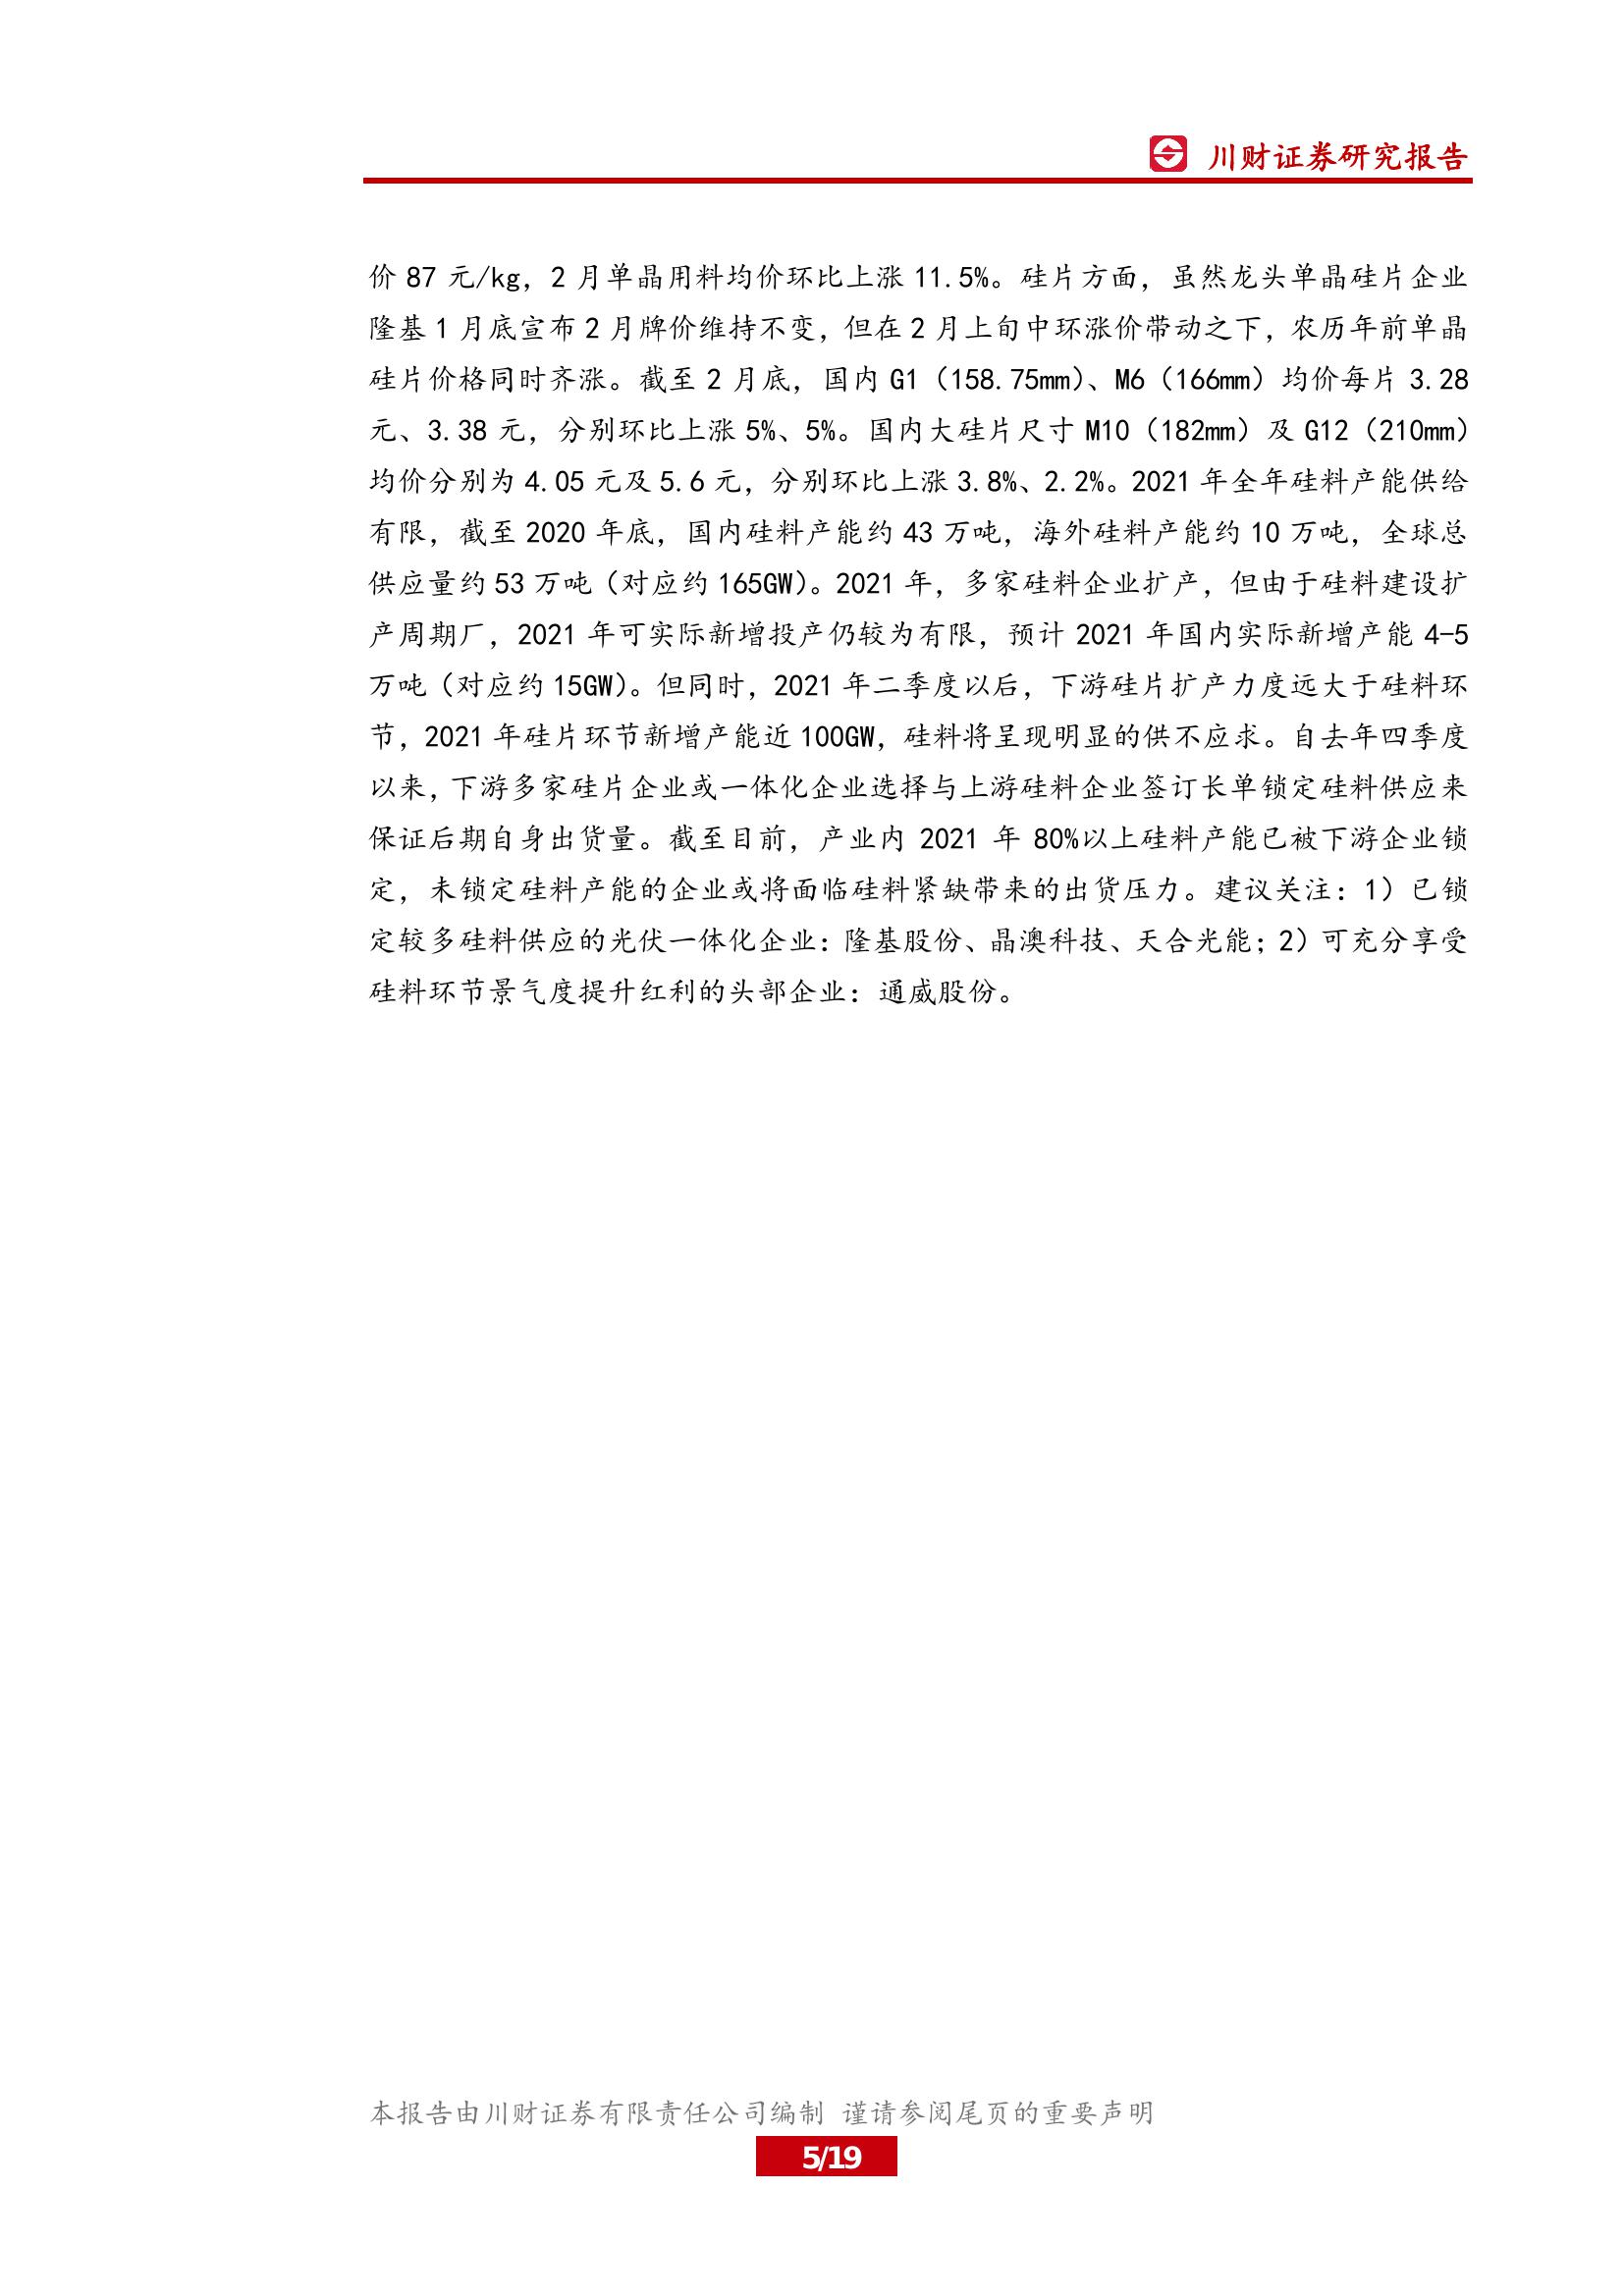 川财证券研究报告
价 87 元/kg，2 月单晶用料均价环比上涨 11.5%。硅片方面，虽然龙头单晶硅片企业
隆基 1 月底宣布 2 月牌价维持不变，但在 2 月上旬中环涨价带动之下，农历年前单晶
硅片价格同时齐涨。截至 2 月底，国内 G1（158.75mm）、M6（166mm）均价每片 3.28
元、3.38 元，分别环比上涨 5%、5%。国内大硅片尺寸 M10（182mm）及 G12（210mm）
均价分别为 4.05 元及 5.6 元，分别环比上涨 3.8%、2.2%。2021 年全年硅料产能供给
有限，截至 2020 年底，国内硅料产能约 43 万吨，海外硅料产能约 10 万吨，全球总
供应量约 53 万吨（对应约 165GW）。2021 年，多家硅料企业扩产，但由于硅料建设扩
产周期厂，2021 年可实际新增投产仍较为有限，预计 2021 年国内实际新增产能 4-5
万吨（对应约 15GW）。但同时，2021 年二季度以后，下游硅片扩产力度远大于硅料环
节，2021 年硅片环节新增产能近 100GW，硅料将呈现明显的供不应求。自去年四季度
以来，下游多家硅片企业或一体化企业选择与上游硅料企业签订长单锁定硅料供应来
保证后期自身出货量。截至目前，产业内 2021 年 80%以上硅料产能已被下游企业锁
定，未锁定硅料产能的企业或将面临硅料紧缺带来的出货压力。建议关注：1）已锁
定较多硅料供应的光伏一体化企业：隆基股份、晶澳科技、天合光能；2）可充分享受
硅料环节景气度提升红利的头部企业：通威股份。
本报告由川财证券有限责任公司编制 谨请参阅尾页的重要声明
5/19